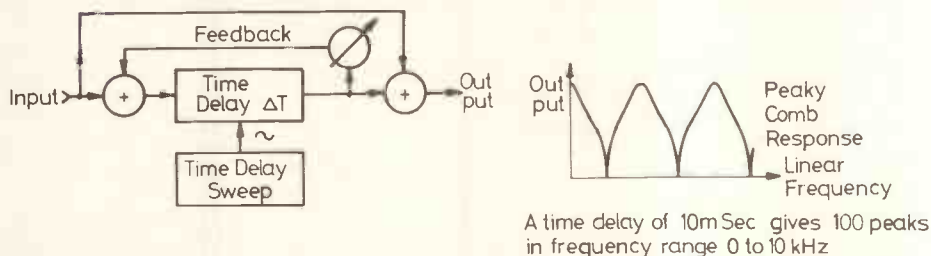 Feedback
Input
+
Time
Delay ΔT
+
Out
put
~
Time Delay
Sweep
Out
put
Peaky
Comb
Response
Linear
Frequency
A time delay of 10m Sec gives 100 peaks
in frequency range 0 to 10 kHz